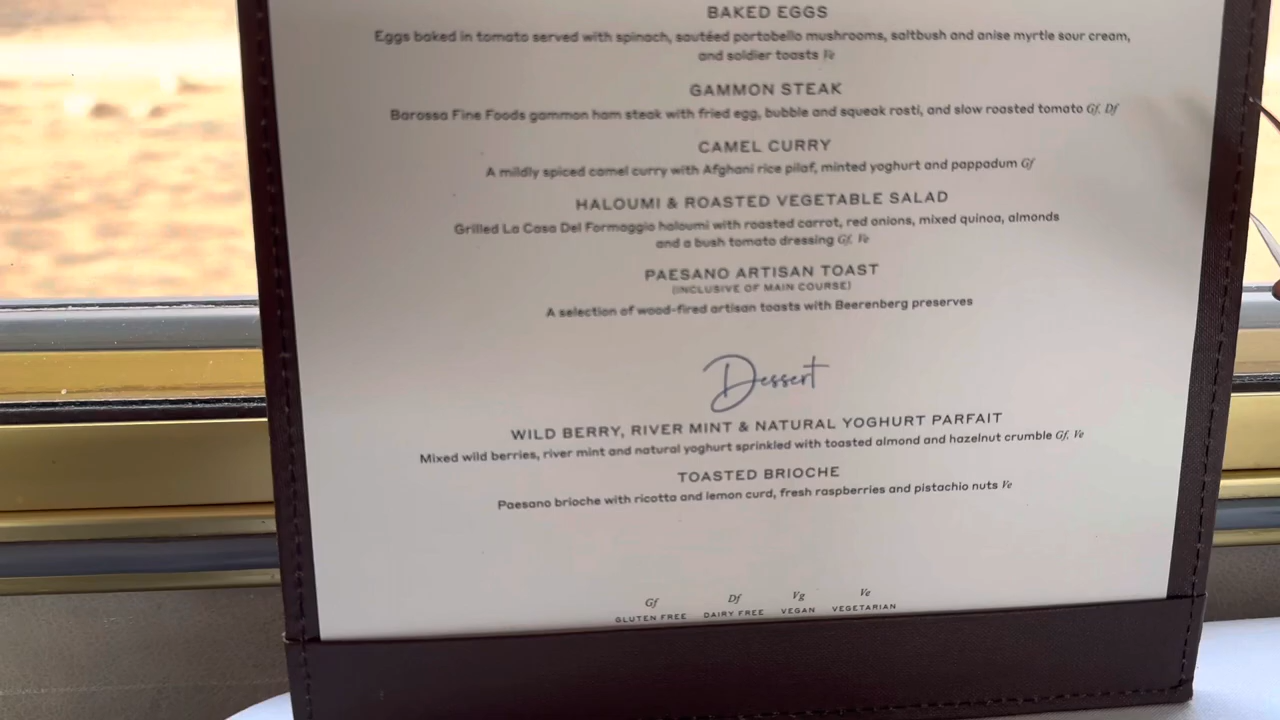 BAKED EGGS
Eggs baked in tomato served with spinach, sautéed portobello mushrooms, saltbush and anise myrtle sour cream,
and soldier toasts Ve
GAMMON STEAK
Barossa Fine Foods gammon ham steak with fried egg, bubble and squeak rosti, and slow roasted tomato Gf, Df
CAMEL CURRY
A mildly spiced camel curry with Afghani rice pilaf, minted yoghurt and pappadum Gf
HALOUMI & ROASTED VEGETABLE SALAD
Grilled La Casa Del Formaggio haloumi with roasted carrot, red onions, mixed quinoa, almonds
and a bush tomato dressing Gf, Ve
PAESANO ARTISAN TOAST
(INCLUSIVE OF MAIN COURSE)
A selection of wood-fired artisan toasts with Beerenberg preserves
Dessert
WILD BERRY, RIVER MINT & NATURAL YOGHURT PARFAIT
Mixed wild berries, river mint and natural yoghurt sprinkled with toasted almond and hazelnut crumble Gf, Ve
TOASTED BRIOCHE
Paesano brioche with ricotta and lemon curd, fresh raspberries and pistachio nuts Ve
Gf Df Vg Ve
GLUTEN FREE DAIRY FREE VEGAN VEGETARIAN